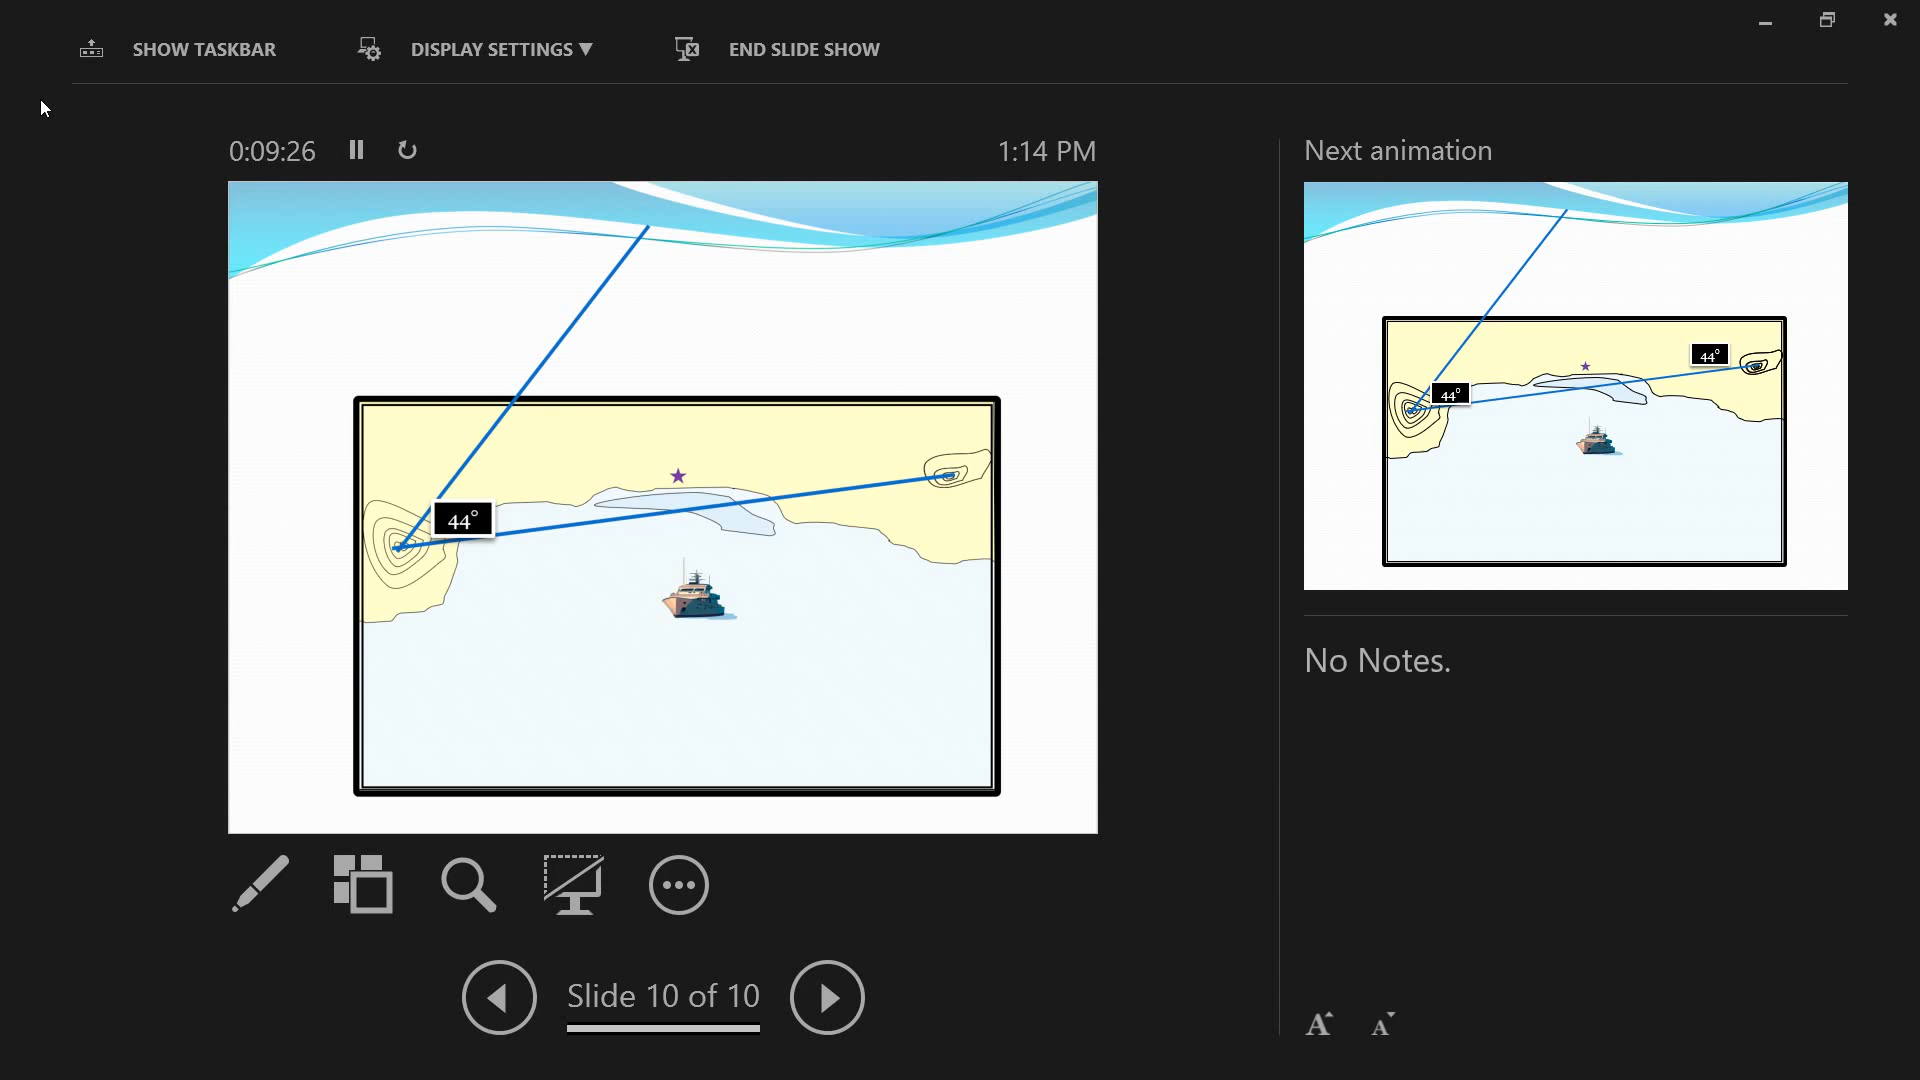 SHOW TASKBAR
DISPLAY SETTINGS ▼
END SLIDE SHOW
0:09:26
1:14 PM
Next animation
44°
44°
44°
No Notes.
Slide 10 of 10
A
A